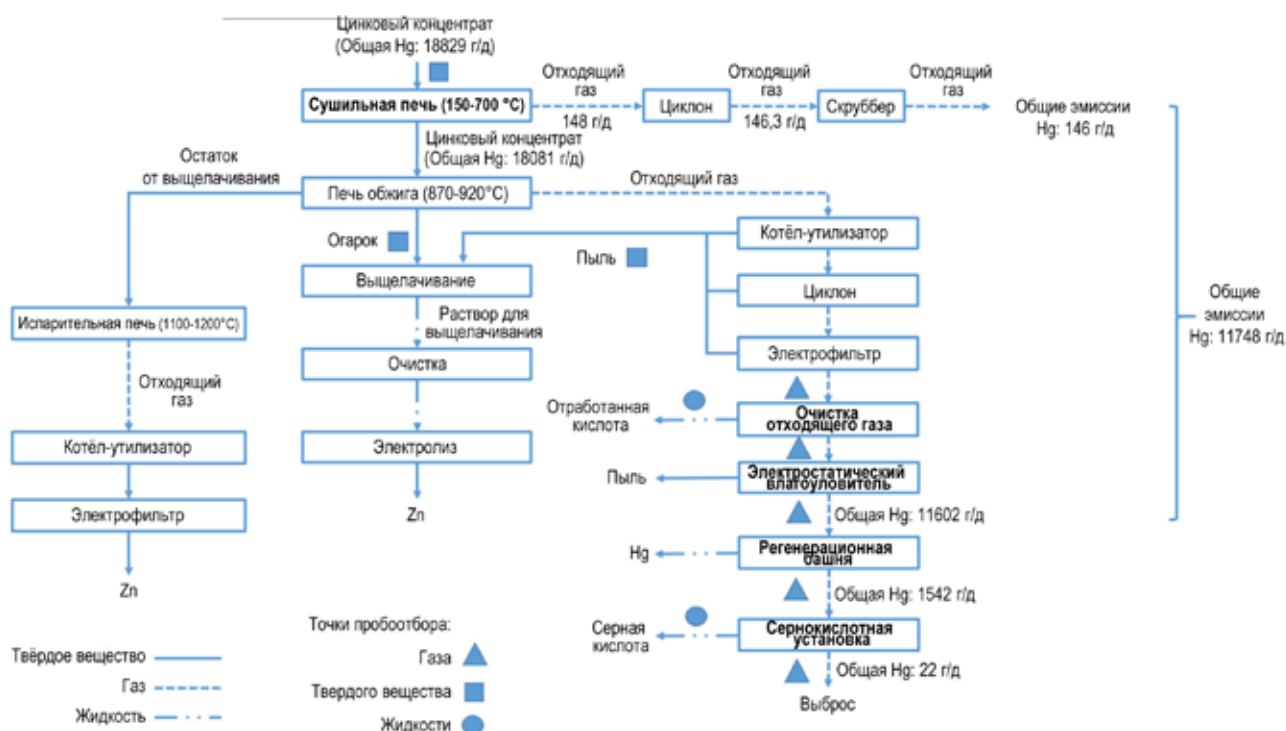 Цинковый концентрат
(Общая Hg: 18829 г/д)
Сушильная печь (150-700 °C)
Отходящий
газ
148 г/д
Циклон
Отходящий
газ
146,3 г/д
Скруббер
Отходящий
газ
Общие эмиссии
Hg: 146 г/д
Цинковый концентрат
(Общая Hg: 18081 г/д)
Остаток
от выщелачивания
Печь обжига (870-920°C)
Отходящий газ
Котёл-утилизатор
Огарок
Пыль
Выщелачивание
Циклон
Общие
эмиссии
Hg: 11748 г/д
Испарительная печь (1100-1200°C)
Раствор для
выщелачивания
Электрофильтр
Очистка
Отходящий
газ
Отработанная
кислота
Очистка
отходящего газа
Котёл-утилизатор
Электролиз
Пыль
Электростатический
влагоуловитель
Электрофильтр
Zn
Общая Hg: 11602 г/д
Hg
Регенерационная
башня
Zn
Общая Hg: 1542 г/д
Точки пробоотбора:
Серная
кислота
Сернокислотная
установка
Твёрдое вещество
Газа
Общая Hg: 22 г/д
Газ
Твердого вещества
Выброс
Жидкость
Жидкости